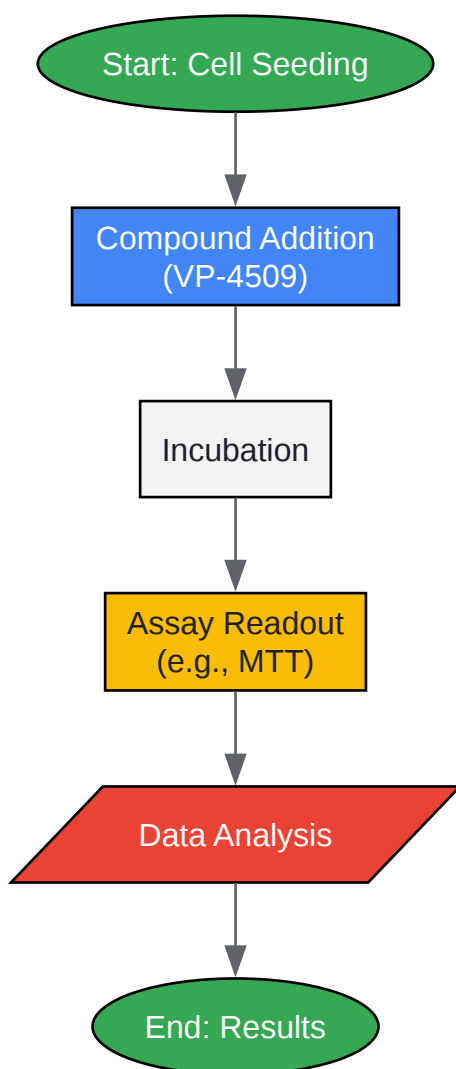 Start: Cell Seeding
Compound Addition
(VP-4509)
Incubation
Assay Readout
(e.g., MTT)
Data Analysis
End: Results